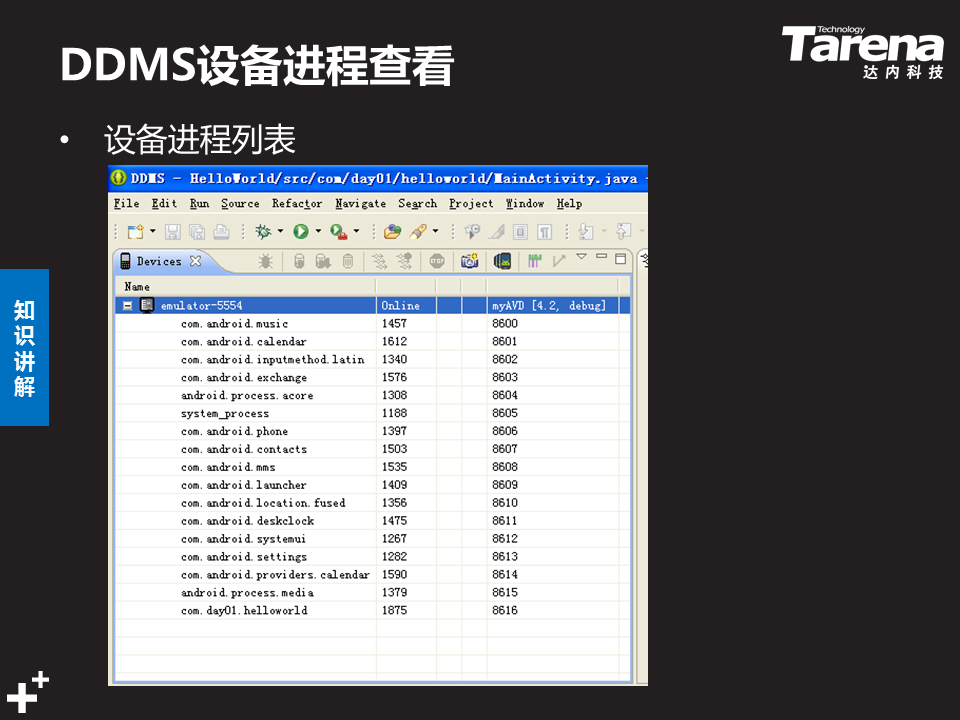 DDMS设备进程查看
Technology
Tarena
达内科技
• 设备进程列表
DDMS - HelloWorld/src/com/day01/helloworld/MainActivity.java -
File Edit Run Source Refactor Navigate Search Project Window Help
Devices
Name
emulator-5554 Online myAVD [4.2, debug]
com.android.music 1457 8600
com.android.calendar 1612 8601
com.android.inputmethod.latin 1340 8602
com.android.exchange 1576 8603
android.process.acore 1308 8604
system_process 1188 8605
com.android.phone 1397 8606
com.android.contacts 1503 8607
com.android.mms 1535 8608
com.android.launcher 1409 8609
com.android.location.fused 1356 8610
com.android.deskclock 1475 8611
com.android.systemui 1267 8612
com.android.settings 1282 8613
com.android.providers.calendar 1590 8614
android.process.media 1379 8615
com.day01.helloworld 1875 8616
知识讲解